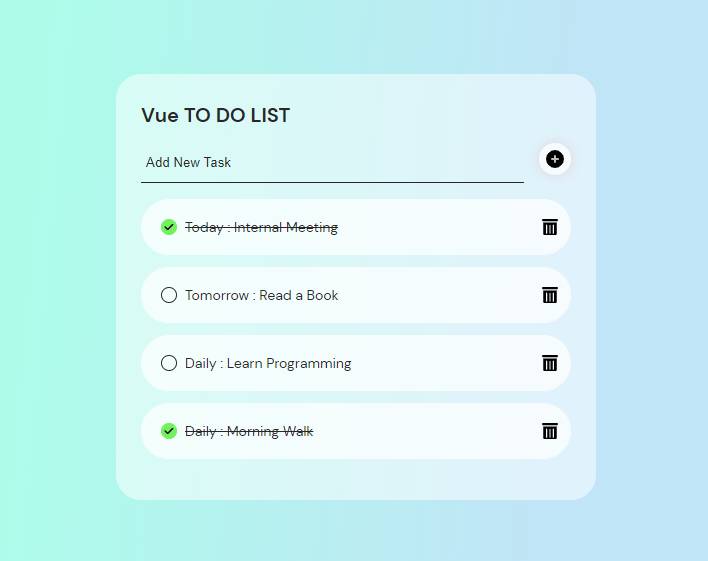 Vue TO DO LIST
Add New Task
Today : Internal Meeting
Tomorrow : Read a Book
Daily : Learn Programming
Daily : Morning Walk